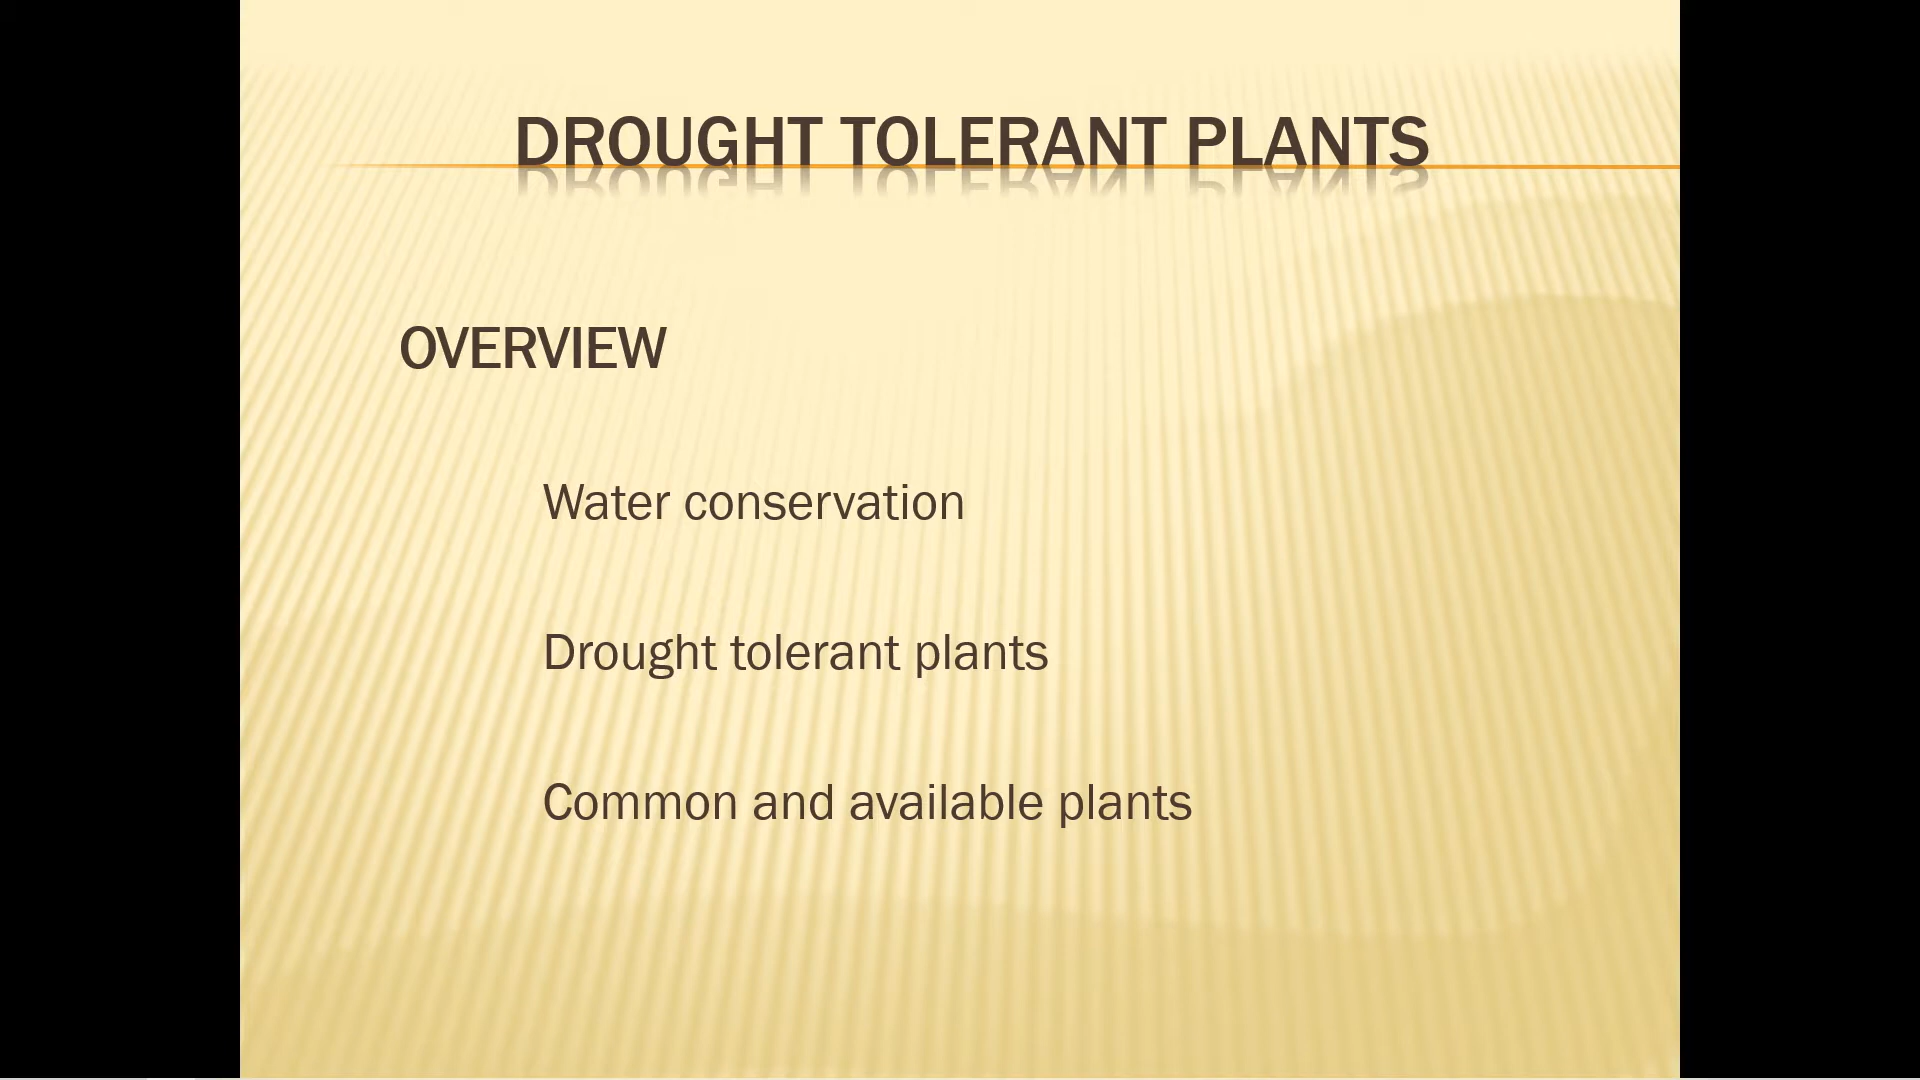 DROUGHT TOLERANT PLANTS
OVERVIEW
Water conservation
Drought tolerant plants
Common and available plants